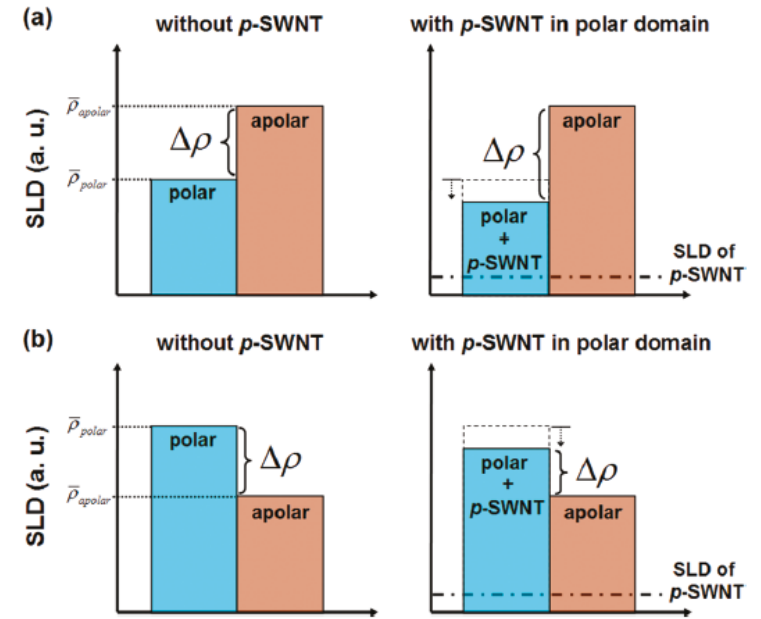 (a)
without p-SWNT
with p-SWNT in polar domain
SLD (a. u.)
ρ̅ apolar
ρ̅ polar
Δρ
apolar
polar
Δρ
apolar
polar
+
p-SWNT
SLD of
p-SWNT
(b)
without p-SWNT
with p-SWNT in polar domain
SLD (a. u.)
ρ̅ polar
ρ̅ apolar
polar
Δρ
apolar
polar
+
p-SWNT
Δρ
apolar
SLD of
p-SWNT